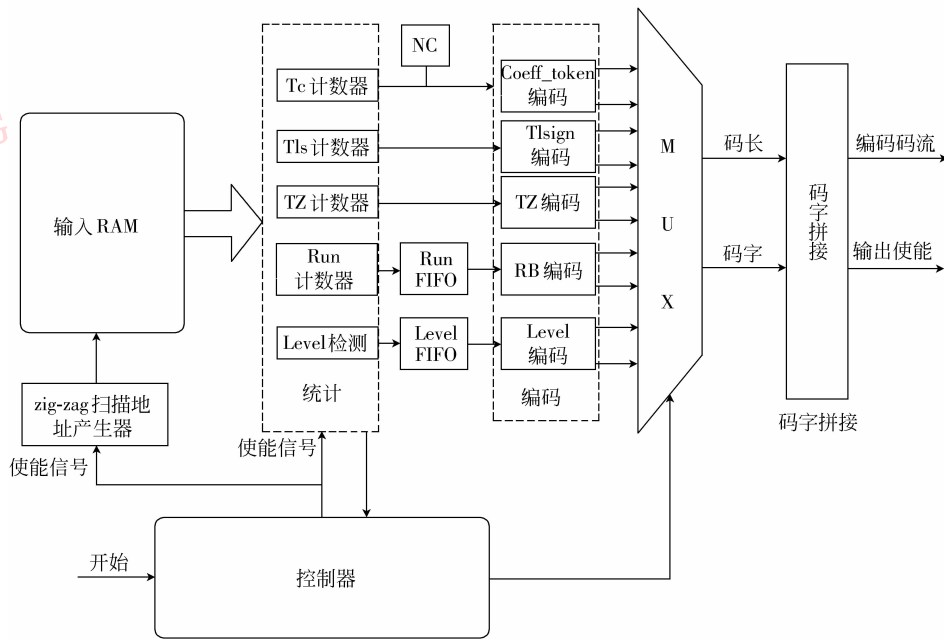 NC
Tc计数器
Coeff_token
编码
Tls计数器
Tlsign
编码
TZ计数器
TZ编码
Run
计数器
Run
FIFO
RB编码
Level检测
Level
FIFO
Level
编码
统计
编码
输入RAM
zig-zag扫描地
址产生器
使能信号
使能信号
M
U
X
码长
码字
码字拼接
码字拼接
编码码流
输出使能
开始
控制器